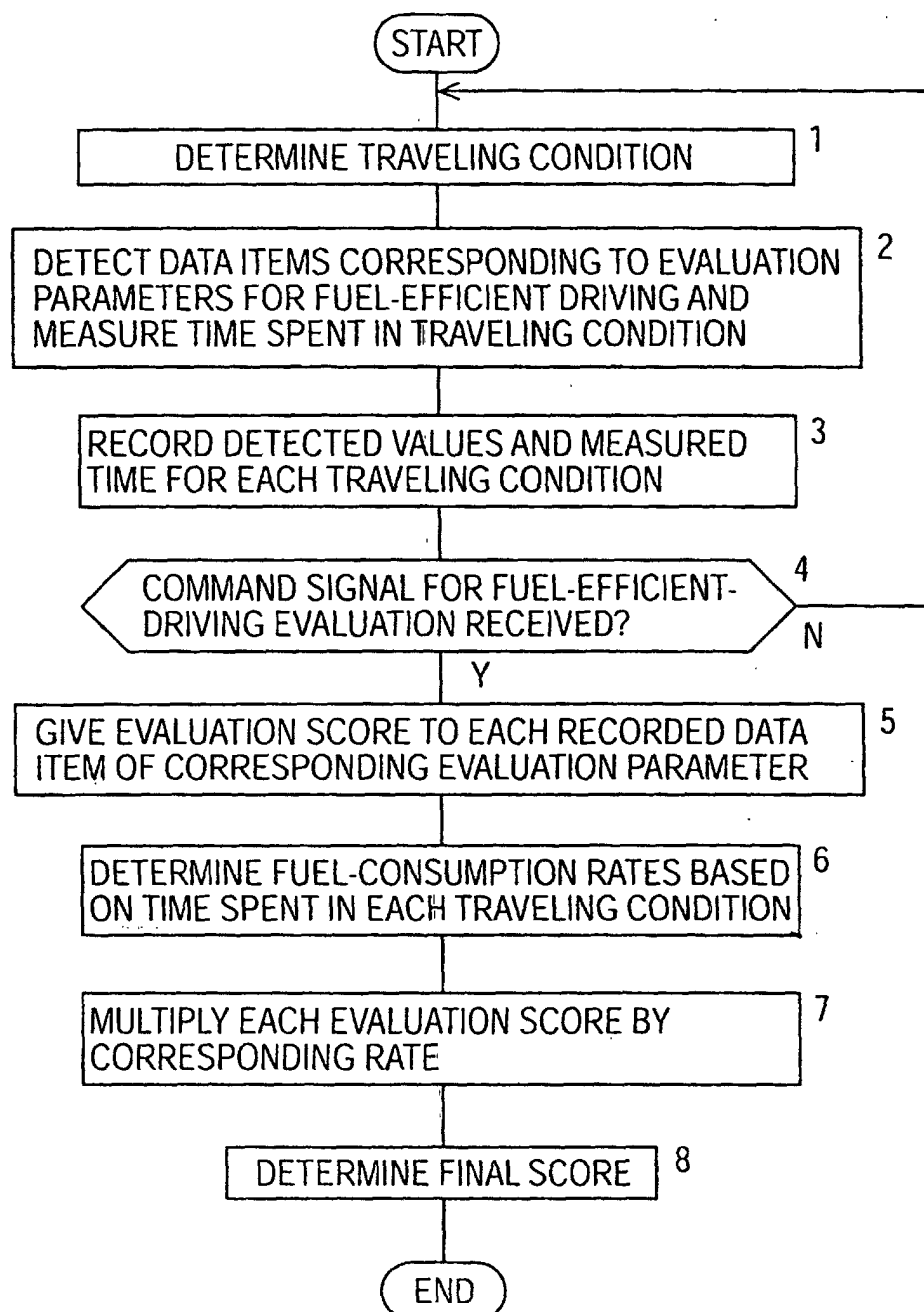 START
DETERMINE TRAVELING CONDITION
1
DETECT DATA ITEMS CORRESPONDING TO EVALUATION
PARAMETERS FOR FUEL-EFFICIENT DRIVING AND
MEASURE TIME SPENT IN TRAVELING CONDITION
2
RECORD DETECTED VALUES AND MEASURED
TIME FOR EACH TRAVELING CONDITION
3
COMMAND SIGNAL FOR FUEL-EFFICIENT-
DRIVING EVALUATION RECEIVED?
4
N
Y
GIVE EVALUATION SCORE TO EACH RECORDED DATA
ITEM OF CORRESPONDING EVALUATION PARAMETER
5
DETERMINE FUEL-CONSUMPTION RATES BASED
ON TIME SPENT IN EACH TRAVELING CONDITION
6
MULTIPLY EACH EVALUATION SCORE BY
CORRESPONDING RATE
7
DETERMINE FINAL SCORE
8
END